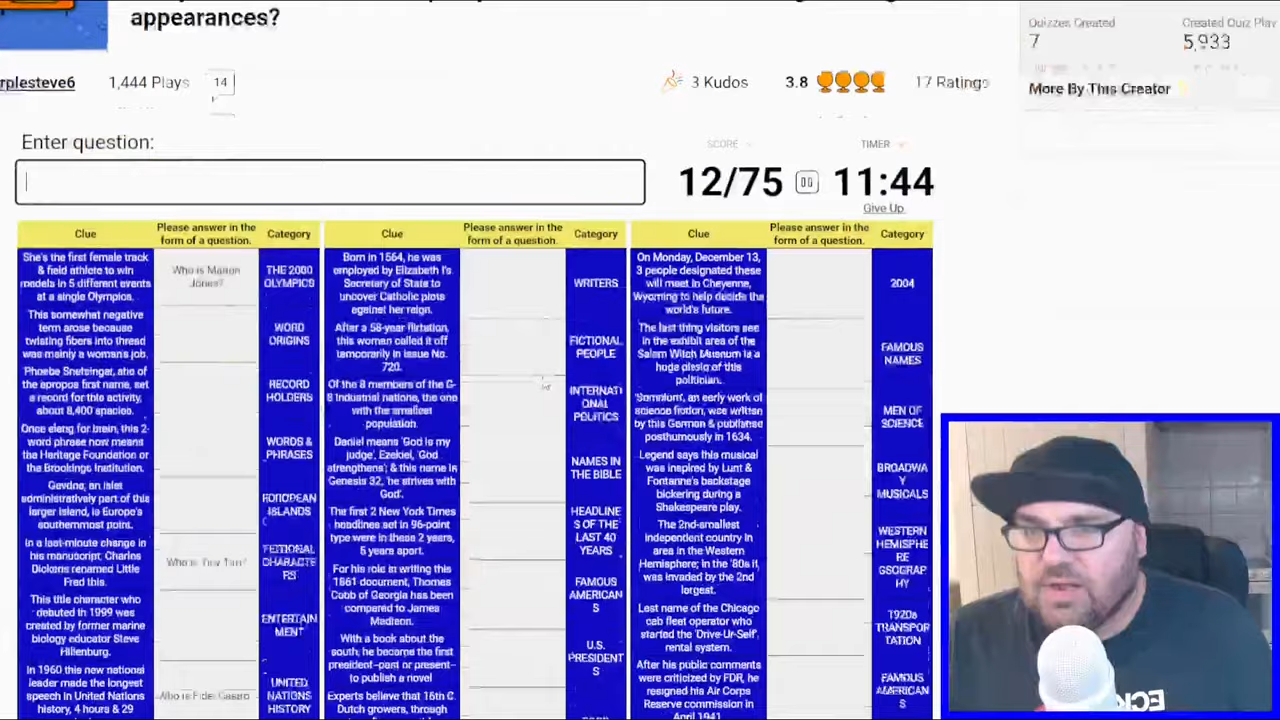 appearances?
Quizzes Created
Created Quiz Play
7
5,933
rplesteve6
1,444 Plays
14
3 Kudos
3.8
17 Ratings
More By This Creator
Enter question:
SCORE
TIMER
12/75
11:44
Give Up
Clue
Please answer in the
form of a question.
Category
She's the first female track
& field athlete to win
medals in 5 different events
at a single Olympics.
Who is Marion
Jones?
THE 2000
OLYMPICS
This somewhat negative
term arose because
twisting fibers into thread
was mainly a woman's job.
WORD
ORIGINS
Phoebe Snetsinger, also of
the apropos first name, set
a record for this activity,
about 8,400 species.
RECORD
HOLDERS
Once slang for brain, this 2-
word phrase now means
the Heritage Foundation or
the Brookings Institution.
WORDS &
PHRASES
Gavdos, an islet
administratively part of this
larger island, is Europe's
southernmost point.
EUROPEAN
ISLANDS
In a last-minute change in
his manuscript, Charles
Dickens renamed Little
Fred this.
Who is Tiny Tim?
FICTIONAL
CHARACTE
RS
This title character who
debuted in 1999 was
created by former marine
biology educator Steve
Hillenburg.
ENTERTAIN
MENT
In 1960 this new national
leader made the longest
speech in United Nations
history, 4 hours & 29
Who is Fidel Castro
UNITED
NATIONS
HISTORY
Clue
Please answer in the
form of a question.
Category
Born in 1564, he was
employed by Elizabeth I's
Secretary of State to
uncover Catholic plots
against her reign.
WRITERS
After a 58-year flirtation,
this woman called it off
temporarily in issue No.
720.
FICTIONAL
PEOPLE
Of the 8 members of the G-
8 industrial nations, the one
with the smallest
population.
INTERNATI
ONAL
POLITICS
Daniel means 'God is my
judge', Ezekiel, 'God
strengthens'; & this name in
Genesis 32, 'he strives with
God'.
NAMES IN
THE BIBLE
The first 2 New York Times
headlines set in 96-point
type were in these 2 years,
5 years apart.
HEADLINE
S OF THE
LAST 40
YEARS
For his role in writing this
1861 document, Thomas
Cobb of Georgia has been
compared to James
Madison.
FAMOUS
AMERICAN
S
With a book about the
south, he became the first
president–past or present–
to publish a novel
U.S.
PRESIDENT
S
Experts believe that 16th C.
Dutch growers, through
Clue
Please answer in the
form of a question.
Category
On Monday, December 13,
3 people designated these
will meet in Cheyenne,
Wyoming to help decide the
world's future.
2004
The last thing visitors see
in the exhibit area of the
Salem Witch Museum is a
huge photo of this
politician.
FAMOUS
NAMES
'Somnium', an early work of
science fiction, was written
by this German & published
posthumously in 1634.
MEN OF
SCIENCE
Legend says this musical
was inspired by Lunt &
Fontanne's backstage
bickering during a
Shakespeare play.
BROADWA
Y
MUSICALS
The 2nd-smallest
independent country in
area in the Western
Hemisphere; in the '80s it
was invaded by the 2nd
largest.
WESTERN
HEMISPHE
RE
GEOGRAP
HY
Last name of the Chicago
cab fleet operator who
started the 'Drive-Ur-Self',
rental system.
1920s
TRANSPOR
TATION
After his public comments
were criticized by FDR, he
resigned his Air Corps
Reserve commission in
April 1941.
FAMOUS
AMERICAN
S